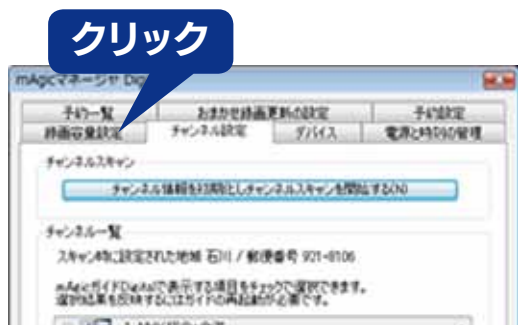 クリック
mAgicマネージャ Dig
予約一覧 おまかせ録画更新の設定 予約設定
録画容量設定 チャンネル設定 デバイス 電源と時刻の管理
チャンネルスキャン
チャンネル情報を初期化しチャンネルスキャンを開始する(N)
チャンネル一覧
スキャン時に設定された地域 石川 / 郵便番号 921-8106
mAgicガイドDigitalで表示する項目をチェックで選択できます。
選択結果を反映するにはガイドの再起動が必要です。